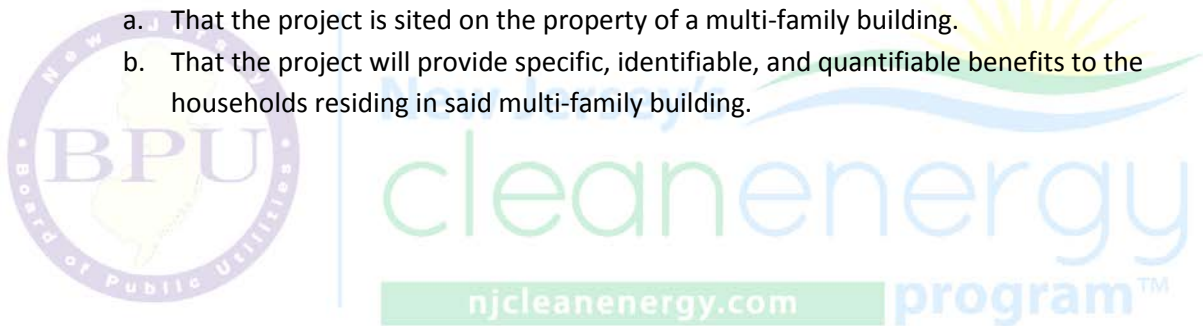 a. That the project is sited on the property of a multi-family building.
b. That the project will provide specific, identifiable, and quantifiable benefits to the
households residing in said multi-family building.
New Jersey's
New Jersey
BPU
Board of Public Utilities
cleanenergy
program™
njcleanenergy.com